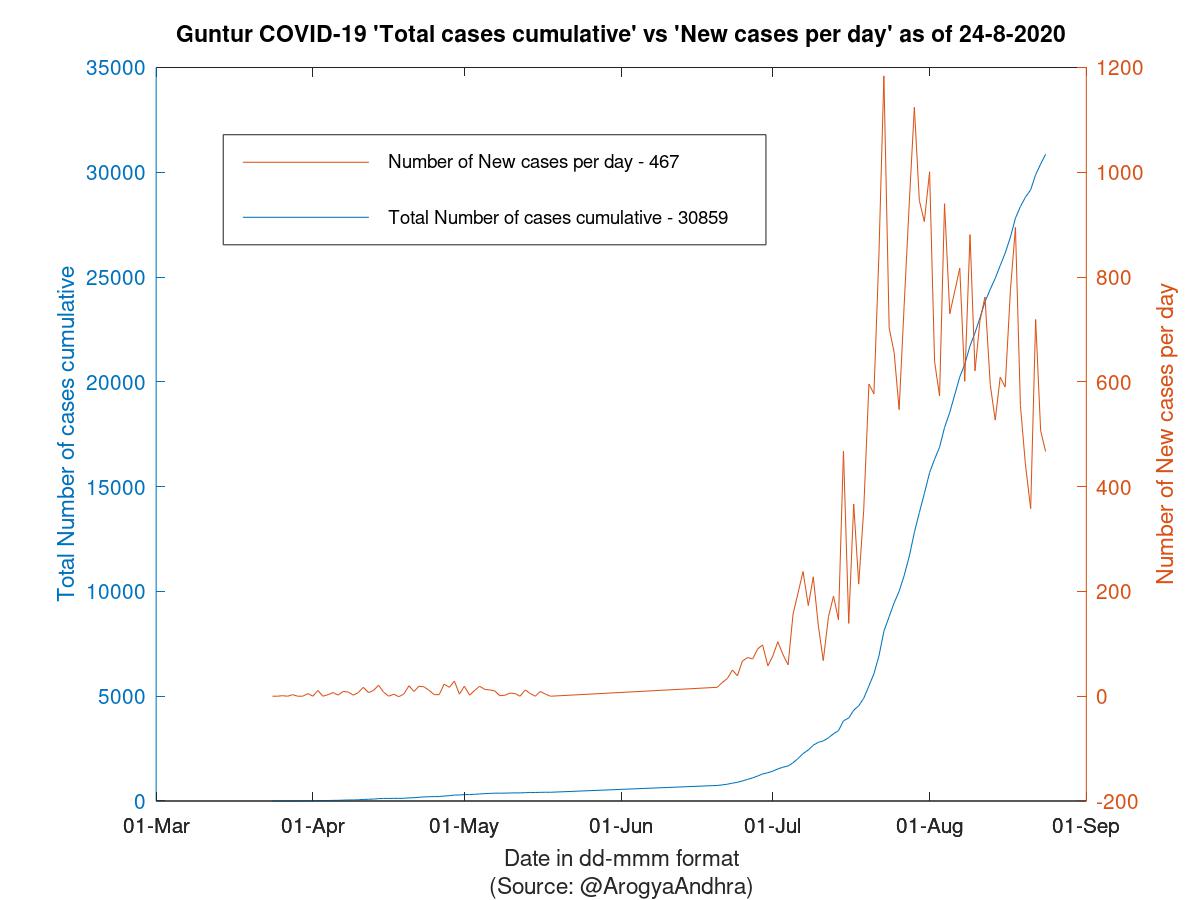 Guntur COVID-19 'Total cases cumulative' vs 'New cases per day' as of 24-8-2020
35000
30000
25000
20000
15000
10000
5000
0
Total Number of cases cumulative
Number of New cases per day - 467
Total Number of cases cumulative - 30859
1200
1000
800
600
400
200
0
-200
Number of New cases per day
01-Mar 01-Apr 01-May 01-Jun 01-Jul 01-Aug 01-Sep
Date in dd-mmm format
(Source: @ArogyaAndhra)